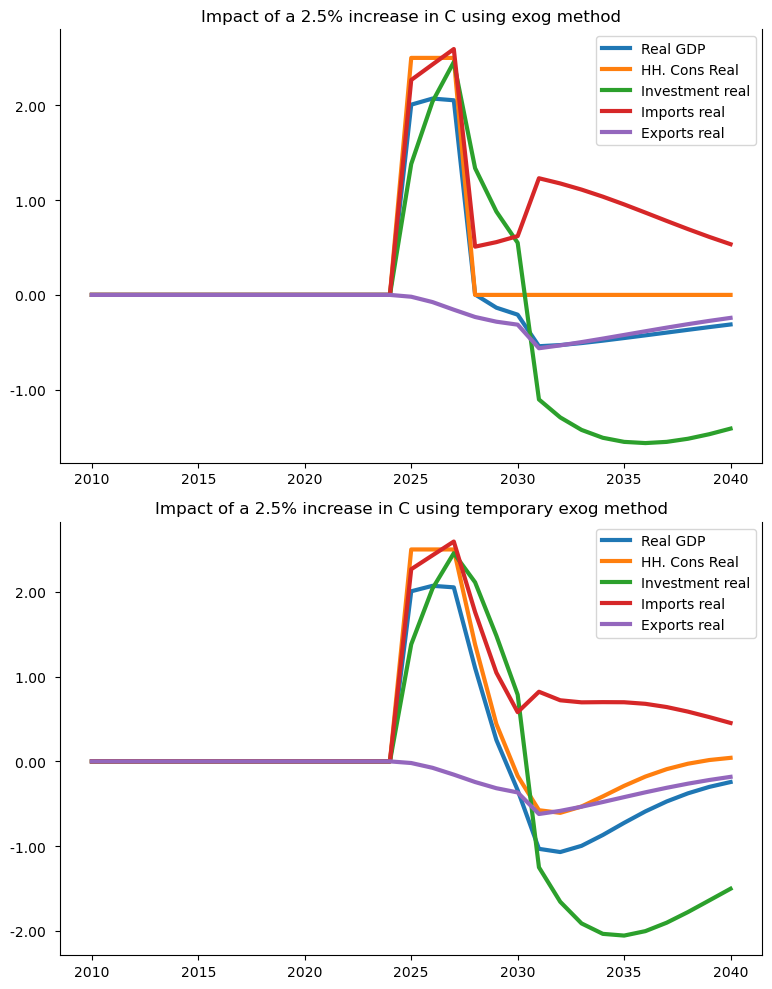 Impact of a 2.5% increase in C using exog method
Real GDP
HH. Cons Real
Investment real
Imports real
Exports real
2.00
1.00
0.00
-1.00
2010 2015 2020 2025 2030 2035 2040
Impact of a 2.5% increase in C using temporary exog method
Real GDP
HH. Cons Real
Investment real
Imports real
Exports real
2.00
1.00
0.00
-1.00
-2.00
2010 2015 2020 2025 2030 2035 2040